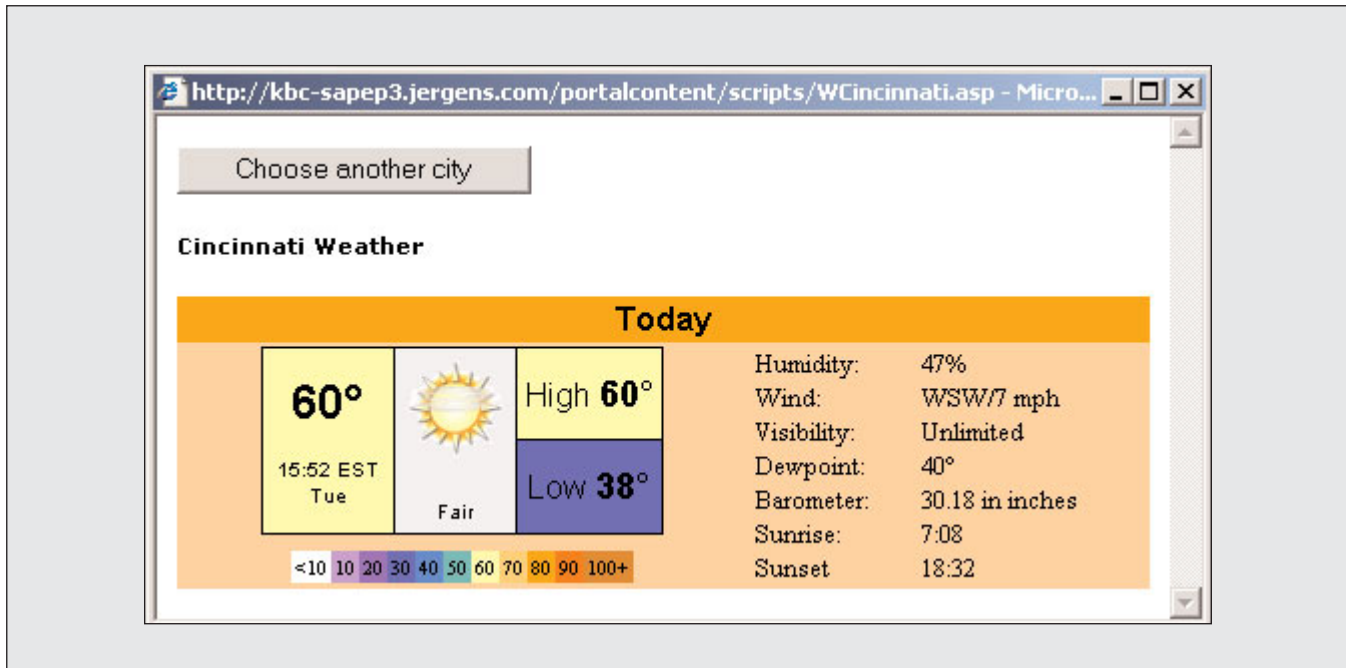 http://kbc-sapep3.jergens.com/portalcontent/scripts/WCincinnati.asp - Micro...
Choose another city
Cincinnati Weather
Today
60°
15:52 EST
Tue
Fair
High 60°
Low 38°
<10 10 20 30 40 50 60 70 80 90 100+
Humidity: 47%
Wind: WSW/7 mph
Visibility: Unlimited
Dewpoint: 40°
Barometer: 30.18 in inches
Sunrise: 7:08
Sunset 18:32